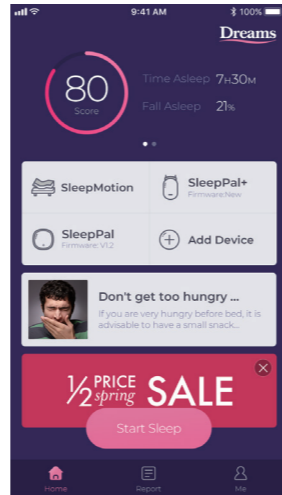 9:41 AM
100%
Dreams
80
Score
Time Asleep 7H30M
Fall Asleep 21%
SleepMotion
SleepPal+
Firmware:New
SleepPal
Firmware: V1.2
Add Device
Don't get too hungry ...
If you are very hungry before bed, it is
advisable to have a small snack...
1/2 PRICE
spring
SALE
Start Sleep
Home
Report
Me